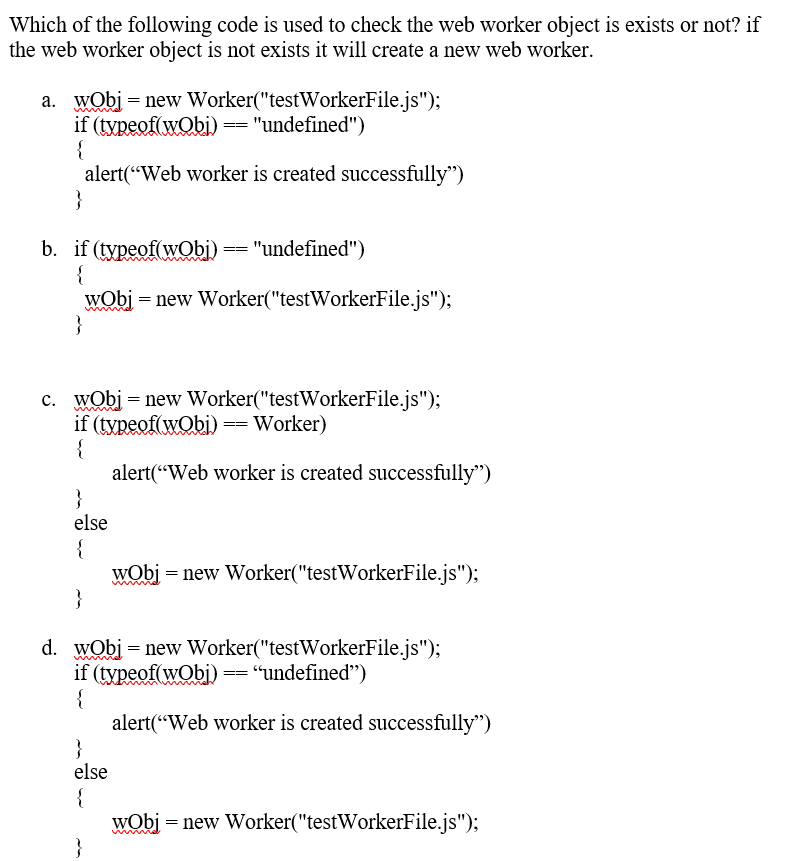 Which of the following code is used to check the web worker object is exists or not? if
the web worker object is not exists it will create a new web worker.
a. wObj = new Worker("testWorkerFile.js");
if (typeof(wObj) == "undefined")
{
alert(“Web worker is created successfully”)
}
b. if (typeof(wObj) == "undefined")
{
wObj = new Worker("testWorkerFile.js");
}
c. wObj = new Worker("testWorkerFile.js");
if (typeof(wObj) == Worker)
{
alert(“Web worker is created successfully”)
}
else
{
wObj = new Worker("testWorkerFile.js");
}
d. wObj = new Worker("testWorkerFile.js");
if (typeof(wObj) == “undefined”)
{
alert(“Web worker is created successfully”)
}
else
{
wObj = new Worker("testWorkerFile.js");
}